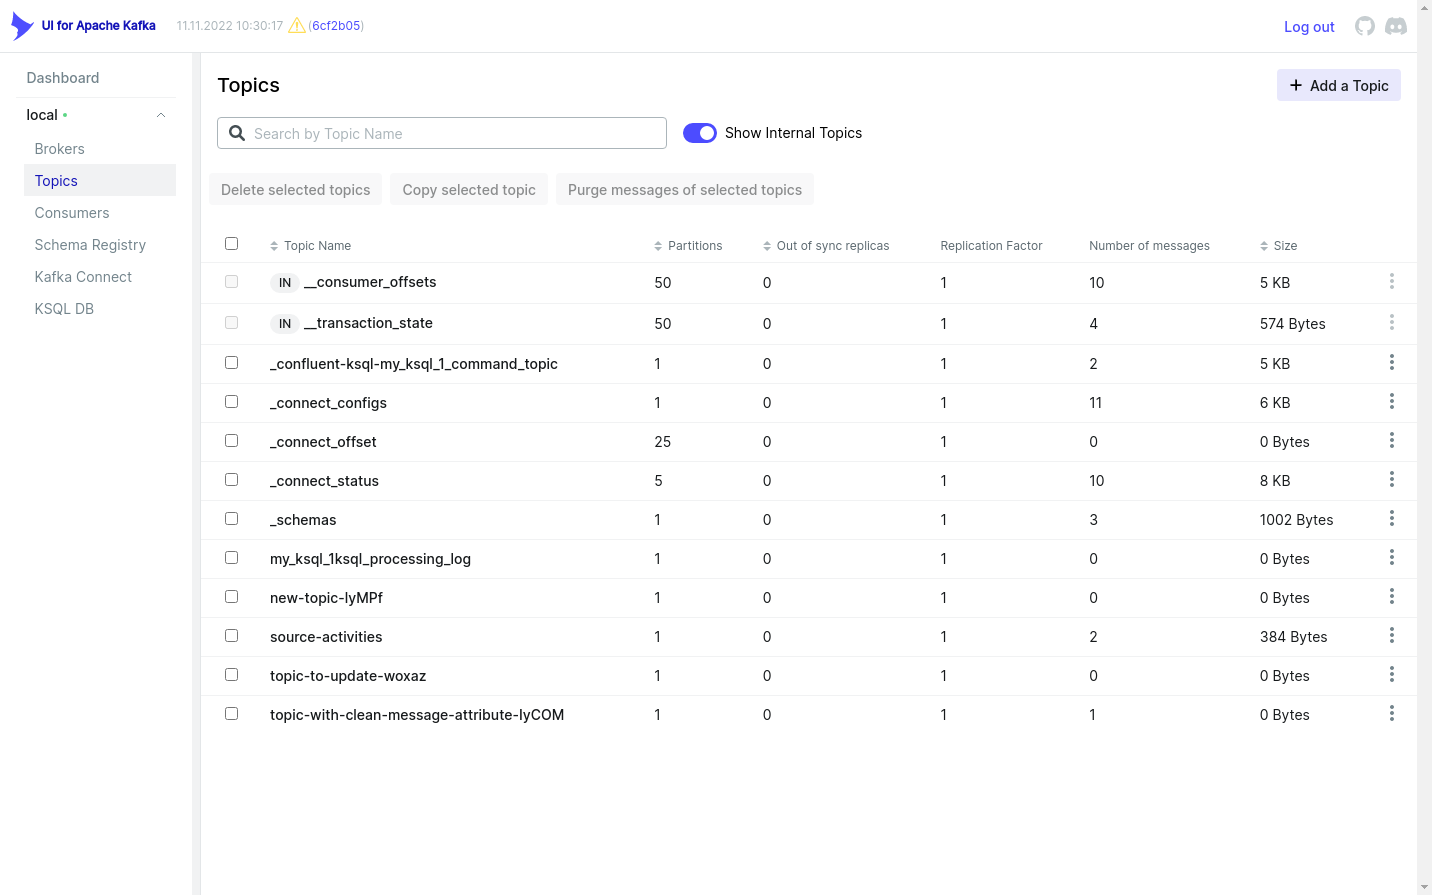 UI for Apache Kafka 11.11.2022 10:30:17 (6cf2b05) Log out
Dashboard
local
Brokers
Topics
Consumers
Schema Registry
Kafka Connect
KSQL DB
Topics
Add a Topic
Search by Topic Name
Show Internal Topics
Delete selected topics Copy selected topic Purge messages of selected topics
Topic Name Partitions Out of sync replicas Replication Factor Number of messages Size
IN __consumer_offsets 50 0 1 10 5 KB
IN __transaction_state 50 0 1 4 574 Bytes
_confluent-ksql-my_ksql_1_command_topic 1 0 1 2 5 KB
_connect_configs 1 0 1 11 6 KB
_connect_offset 25 0 1 0 0 Bytes
_connect_status 5 0 1 10 8 KB
_schemas 1 0 1 3 1002 Bytes
my_ksql_1ksql_processing_log 1 0 1 0 0 Bytes
new-topic-lyMPf 1 0 1 0 0 Bytes
source-activities 1 0 1 2 384 Bytes
topic-to-update-woxaz 1 0 1 0 0 Bytes
topic-with-clean-message-attribute-lyCOM 1 0 1 1 0 Bytes